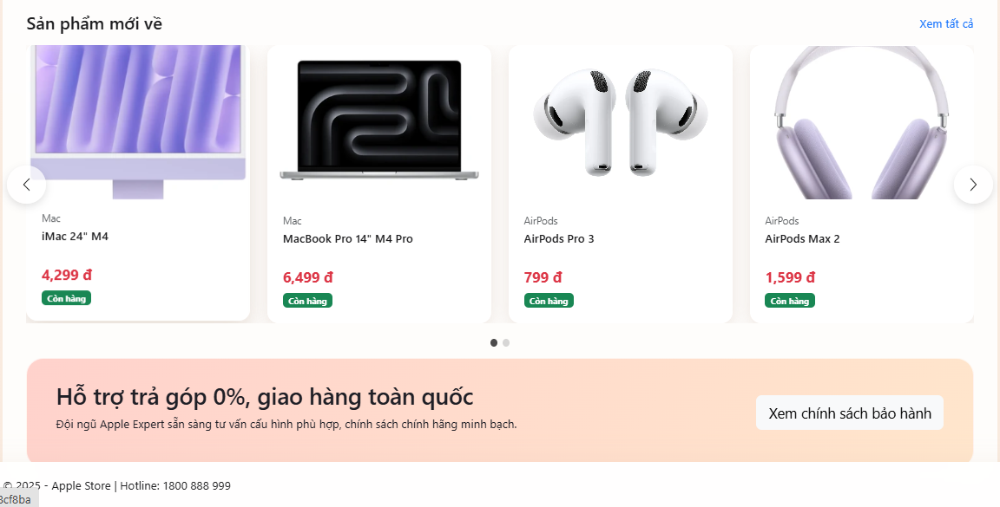 Sản phẩm mới về
Xem tất cả
Mac
iMac 24" M4
4,299 đ
Còn hàng
Mac
MacBook Pro 14" M4 Pro
6,499 đ
Còn hàng
AirPods
AirPods Pro 3
799 đ
Còn hàng
AirPods
AirPods Max 2
1,599 đ
Còn hàng
Hỗ trợ trả góp 0%, giao hàng toàn quốc
Đội ngũ Apple Expert sẵn sàng tư vấn cấu hình phù hợp, chính sách chính hãng minh bạch.
Xem chính sách bảo hành
© 2025 - Apple Store | Hotline: 1800 888 999
3cf8ba